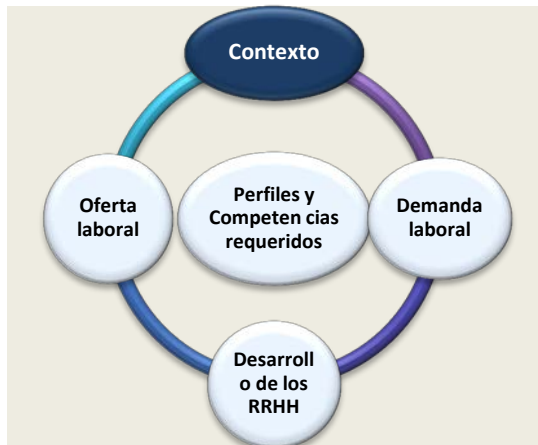 Contexto
Oferta
laboral
Perfiles y
Competen cias
requeridos
Demanda
laboral
Desarroll
o de los
RRHH